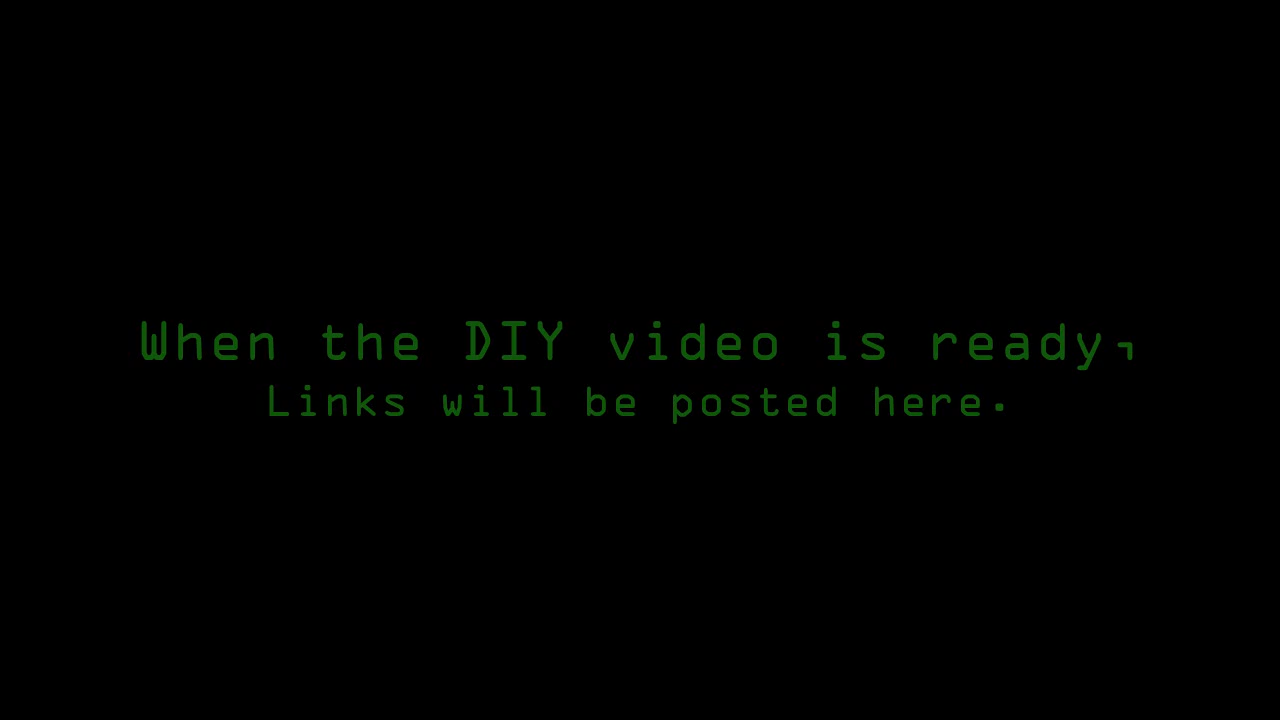 When the DIY video is ready,
Links will be posted here.